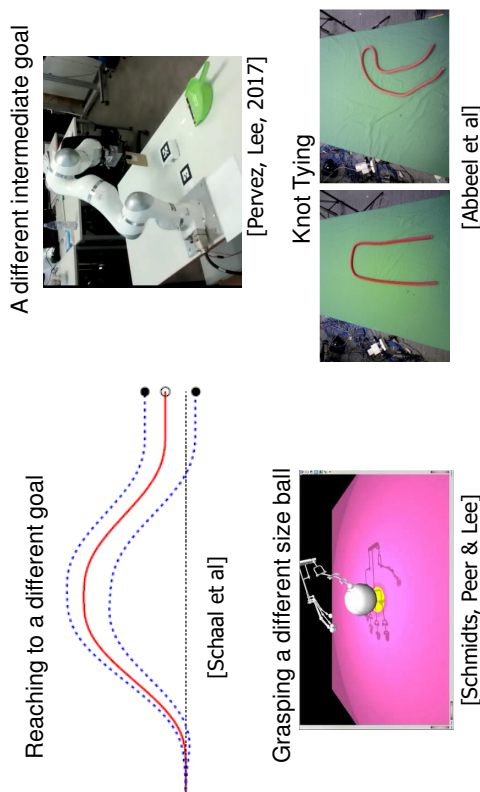 Reaching to a different goal
[Schaal et al]
A different intermediate goal
[Pervez, Lee, 2017]
Grasping a different size ball
[Schmidts, Peer & Lee]
Knot Tying
[Abbeel et al]